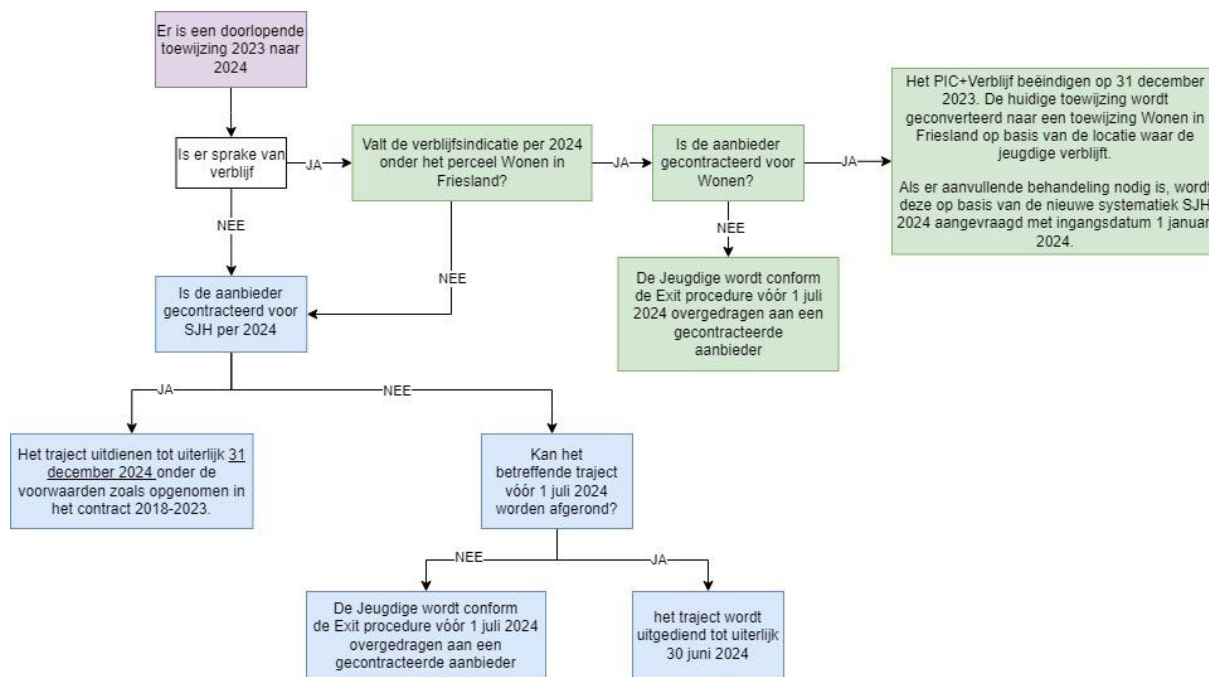 Er is een doorlopende
toewijzing 2023 naar
2024
Is er sprake van
verblijf
JA
Valt de verblijfsindicatie per 2024
onder het perceel Wonen in
Friesland?
JA
Is de aanbieder
gecontracteerd voor
Wonen?
JA
Het PIC+Verblijf beëindigen op 31 december
2023. De huidige toewijzing wordt
geconverteerd naar een toewijzing Wonen in
Friesland op basis van de locatie waar de
jeugdige verblijft.
Als er aanvullende behandeling nodig is, wordt
deze op basis van de nieuwe systematiek SJH
2024 aangevraagd met ingangsdatum 1 januari
2024.
NEE
NEE
NEE
De Jeugdige wordt conform
de Exit procedure vóór 1 juli
2024 overgedragen aan een
gecontracteerde
aanbieder
Is de aanbieder
gecontracteerd voor
SJH per 2024
JA
NEE
Het traject uitdienen tot uiterlijk 31
december 2024 onder de
voorwaarden zoals opgenomen in
het contract 2018-2023.
Kan het
betreffende traject
vóór 1 juli 2024
worden afgerond?
NEE
JA
De Jeugdige wordt conform
de Exit procedure vóór 1 juli 2024
overgedragen aan een
gecontracteerde aanbieder
het traject wordt
uitgediend tot uiterlijk
30 juni 2024